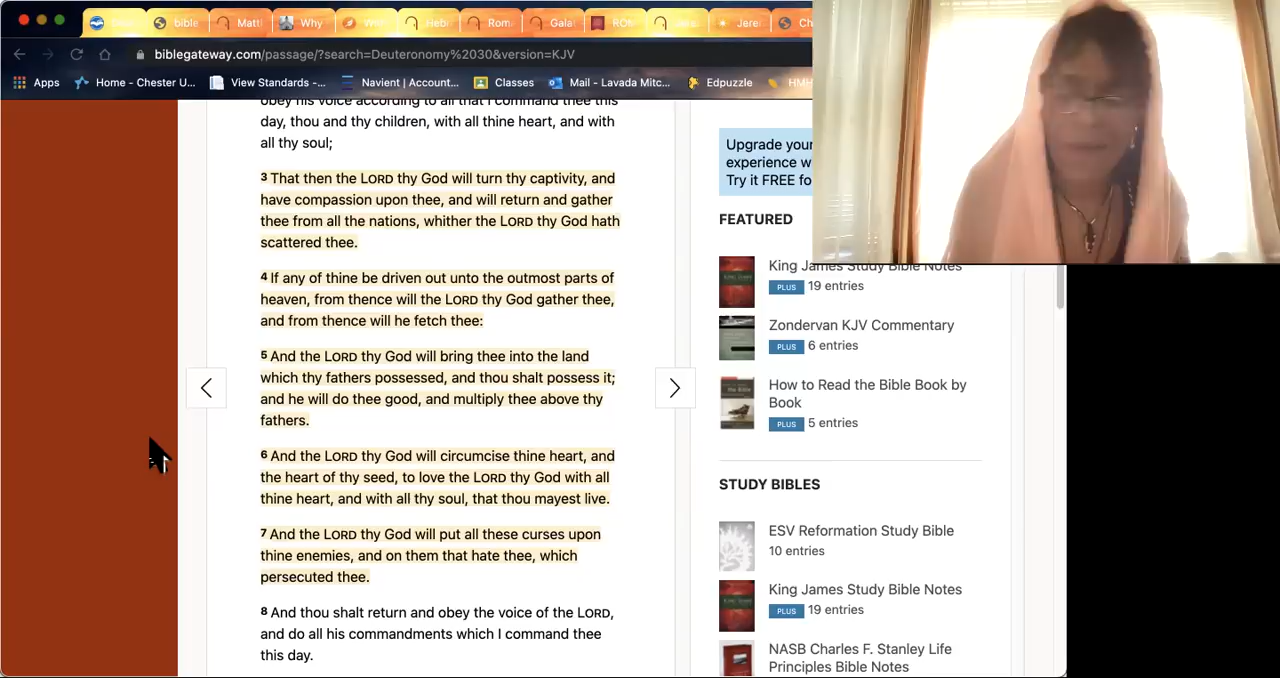 bible
Matt
Why
Wit
Heb
Rom
Gala
ROM
Jere
Ch
biblegateway.com/passage/?search=Deuteronomy%2030&version=KJV
Apps
Home - Chester U...
View Standards -...
Navient | Account...
Classes
Mail - Lavada Mitc...
Edpuzzle
HMH
obey his voice according to all that I command thee this
day, thou and thy children, with all thine heart, and with
all thy soul;
3 That then the LORD thy God will turn thy captivity, and
have compassion upon thee, and will return and gather
thee from all the nations, whither the LORD thy God hath
scattered thee.
4 If any of thine be driven out unto the outmost parts of
heaven, from thence will the LORD thy God gather thee,
and from thence will he fetch thee:
5 And the LORD thy God will bring thee into the land
which thy fathers possessed, and thou shalt possess it;
and he will do thee good, and multiply thee above thy
fathers.
6 And the LORD thy God will circumcise thine heart, and
the heart of thy seed, to love the LORD thy God with all
thine heart, and with all thy soul, that thou mayest live.
7 And the LORD thy God will put all these curses upon
thine enemies, and on them that hate thee, which
persecuted thee.
8 And thou shalt return and obey the voice of the LORD,
and do all his commandments which I command thee
this day.
Upgrade your
experience w
Try it FREE fo
FEATURED
King James Study Bible Notes
PLUS 19 entries
Zondervan KJV Commentary
PLUS 6 entries
How to Read the Bible Book by
Book
PLUS 5 entries
STUDY BIBLES
ESV Reformation Study Bible
10 entries
King James Study Bible Notes
PLUS 19 entries
NASB Charles F. Stanley Life
Principles Bible Notes